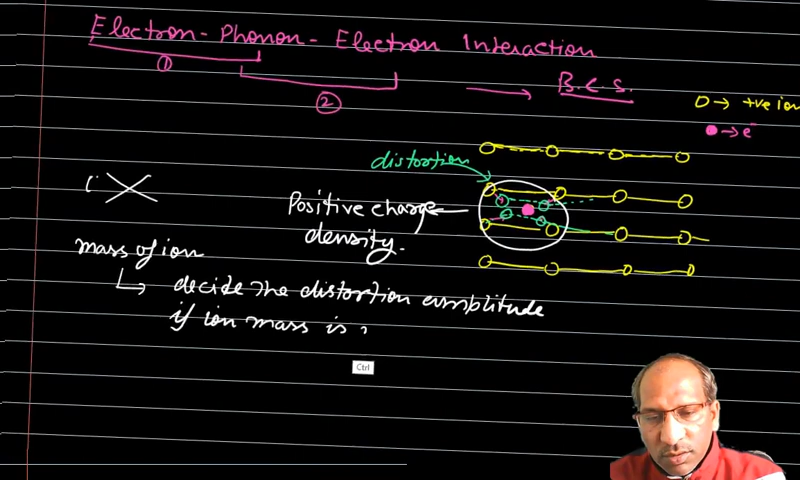 Electron - Phonon - Electron Interaction
①
②
B.C.S.
O → +ve ion
● → e⁻
distortion
Positive charge
density.
mass of ion
decide the distortion amplitude
if ion mass is
Ctrl